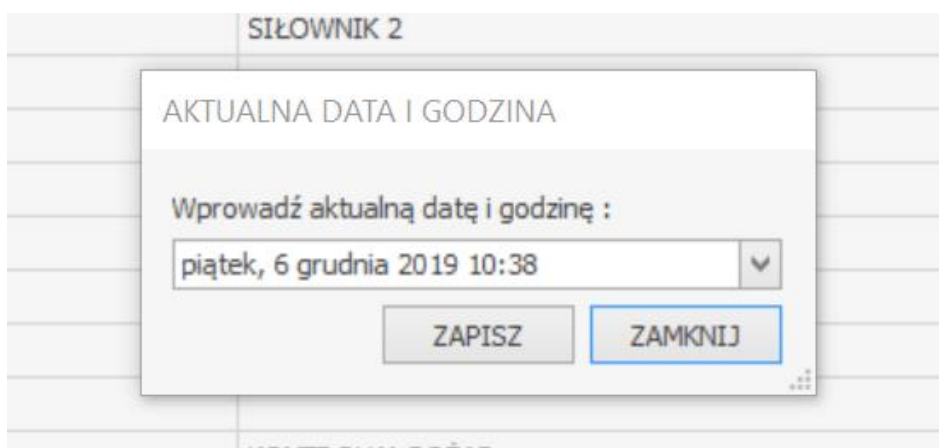 SIŁOWNIK 2
AKTUALNA DATA I GODZINA
Wprowadź aktualną datę i godzinę :
piątek, 6 grudnia 2019 10:38
ZAPISZ ZAMKNIJ